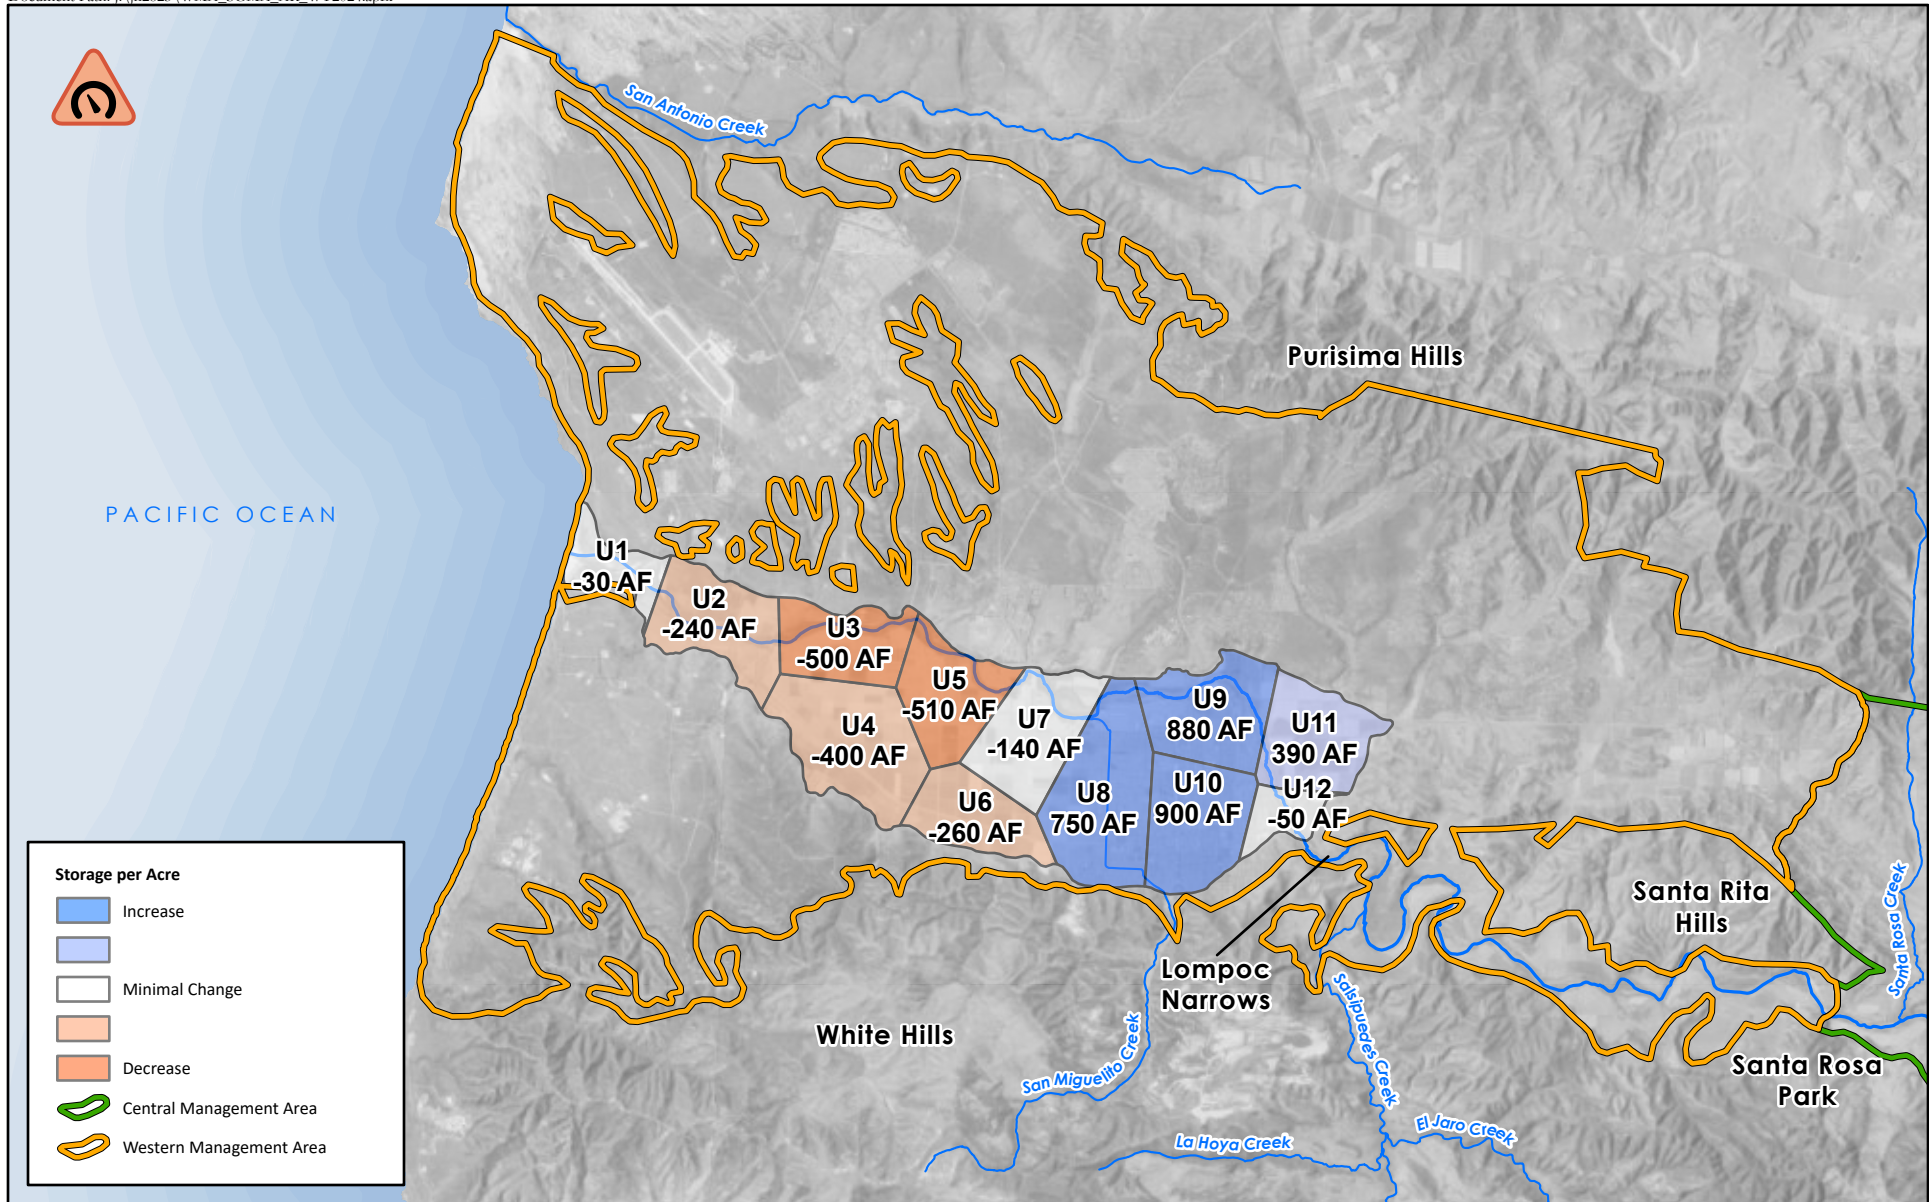 San Antonio Creek
Purisima Hills
PACIFIC OCEAN
U1
-30 AF
U2
-240 AF
U3
-500 AF
U4
-400 AF
U5
-510 AF
U6
-260 AF
U7
-140 AF
U8
750 AF
U9
880 AF
U10
900 AF
U11
390 AF
U12
-50 AF
Santa Rita
Hills
Santa Rosa Creek
Lompoc
Narrows
White Hills
San Miguelito Creek
Salsipuedes Creek
Santa Rosa
Park
El Jaro Creek
La Hoya Creek
Storage per Acre
Increase
Minimal Change
Decrease
Central Management Area
Western Management Area